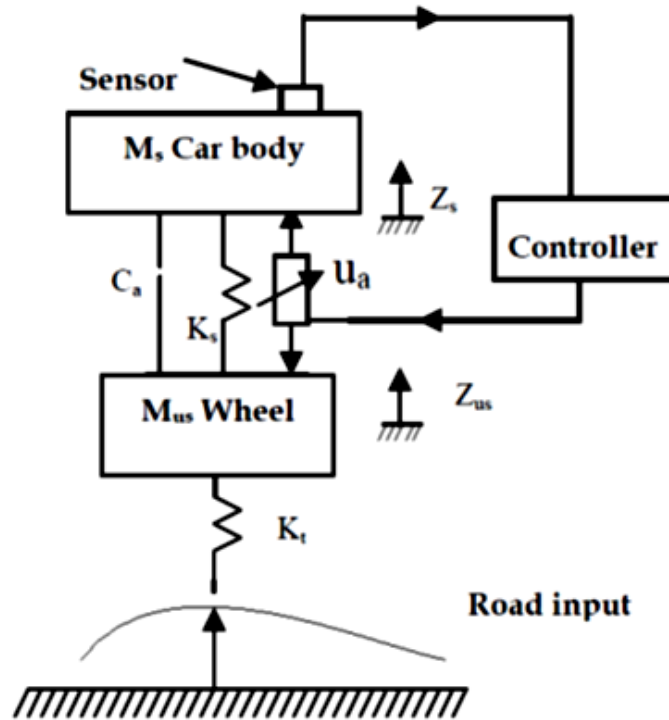 Sensor
Mₛ Car body
Zₛ
Controller
Cₐ
uₐ
Kₛ
Mᵤₛ Wheel
Zᵤₛ
Kₜ
Road input